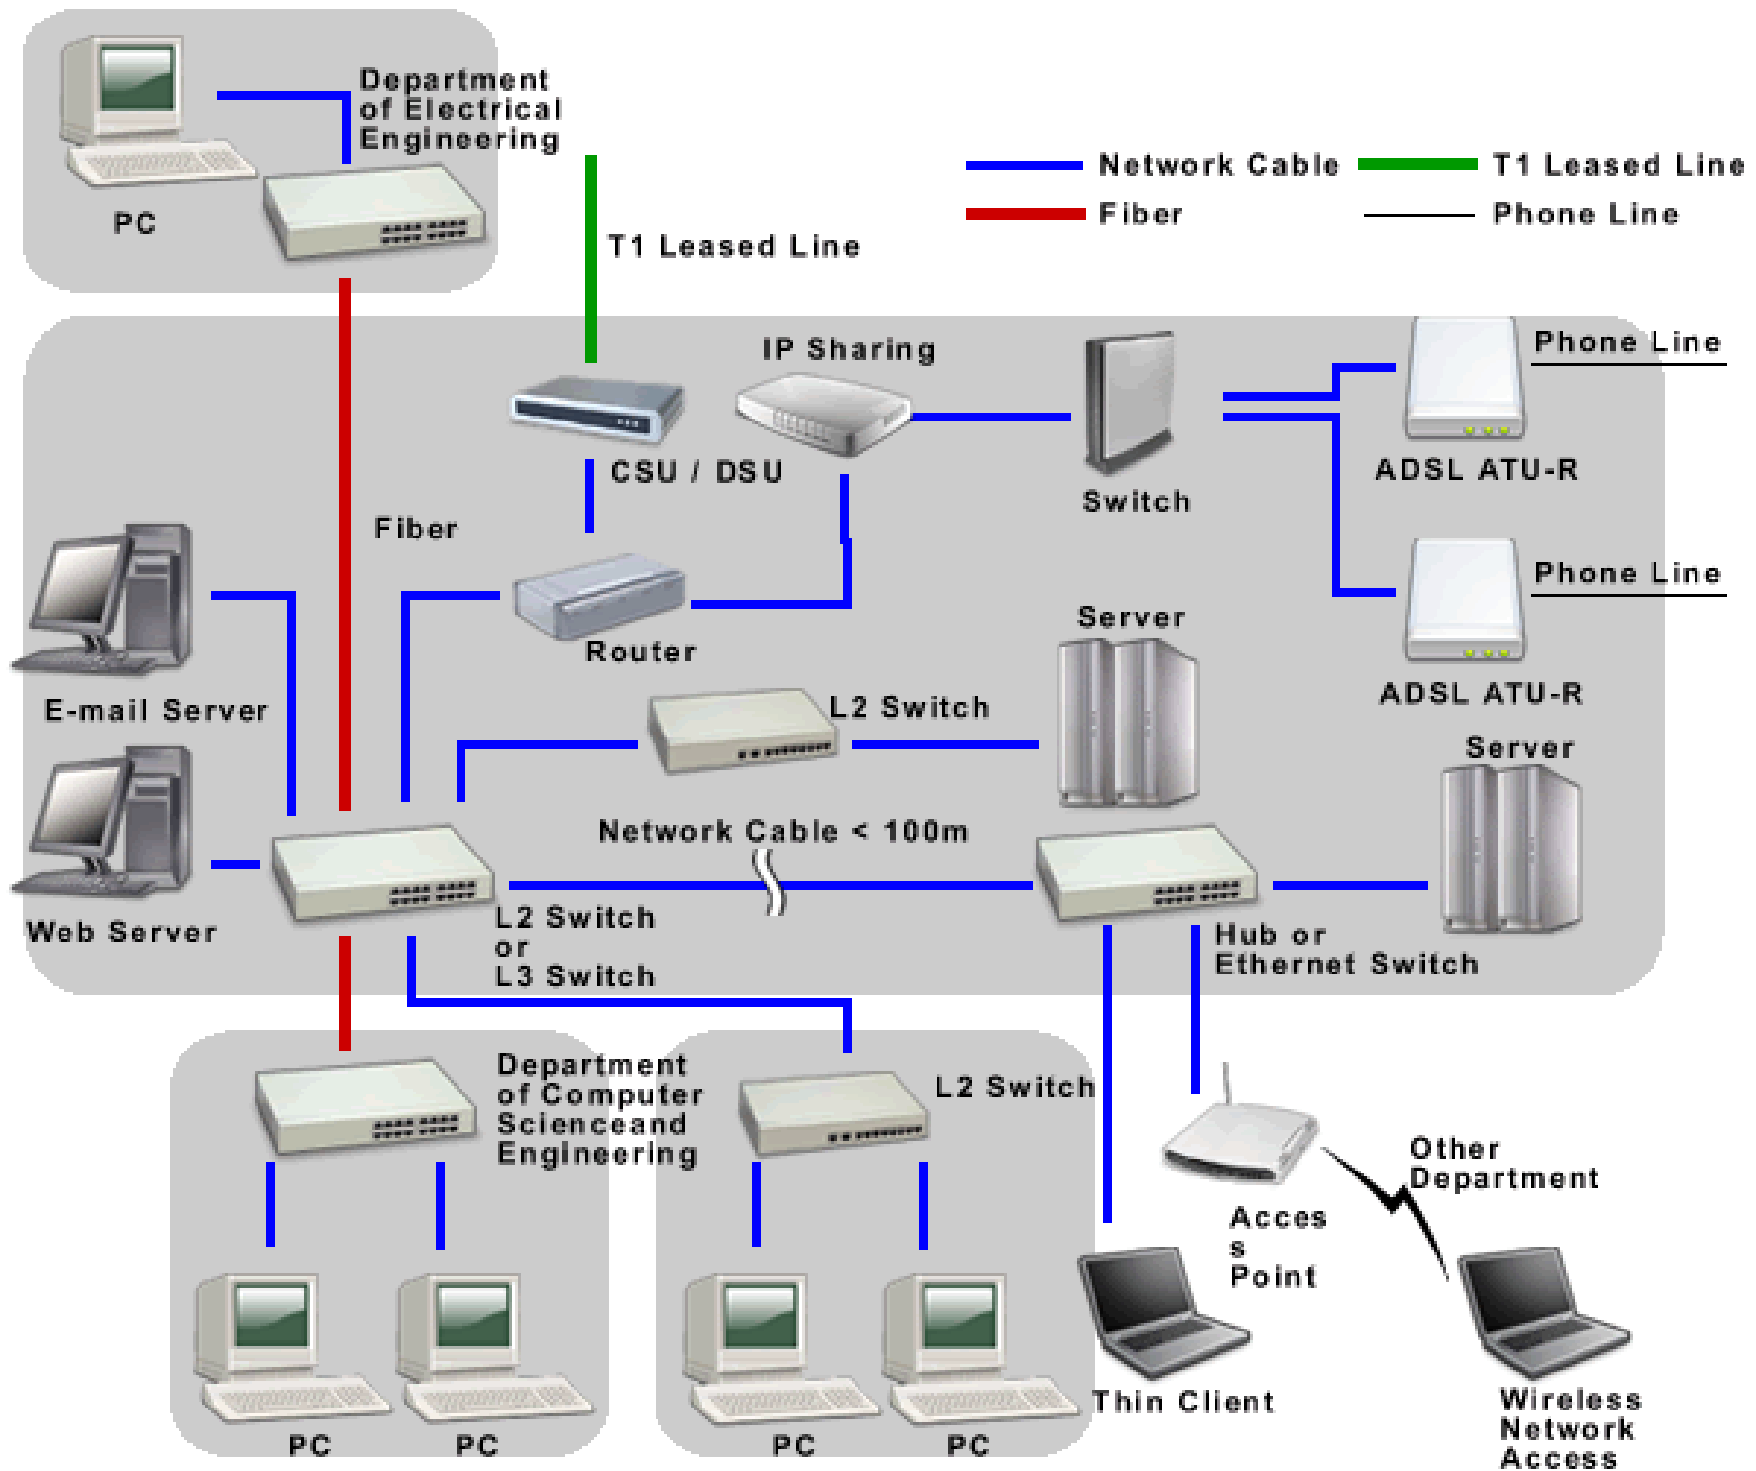 Department
of Electrical
Engineering
PC
Network Cable
T1 Leased Line
Fiber
Phone Line
T1 Leased Line
IP Sharing
Phone Line
CSU / DSU
ADSL ATU-R
Switch
Fiber
Phone Line
Server
Router
E-mail Server
L2 Switch
ADSL ATU-R
Server
Network Cable < 100m
Web Server
L2 Switch
or
L3 Switch
Hub or
Ethernet Switch
Department
of Computer
Scienceand
Engineering
L2 Switch
Other
Department
Acces
s
Point
Thin Client
Wireless
Network
Access
PC
PC
PC
PC